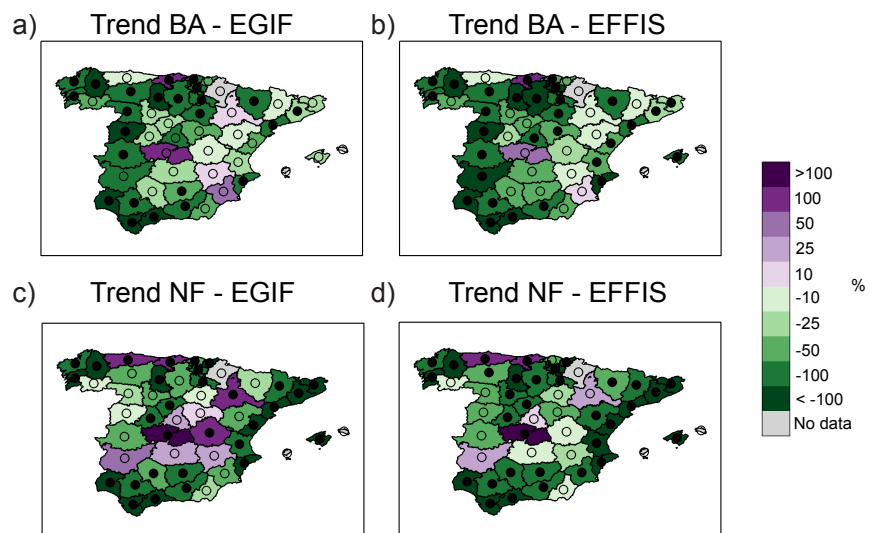 a) Trend BA - EGIF
b) Trend BA - EFFIS
c) Trend NF - EGIF
d) Trend NF - EFFIS
>100
100
50
25
10
-10
-25
-50
-100
< -100
No data
%